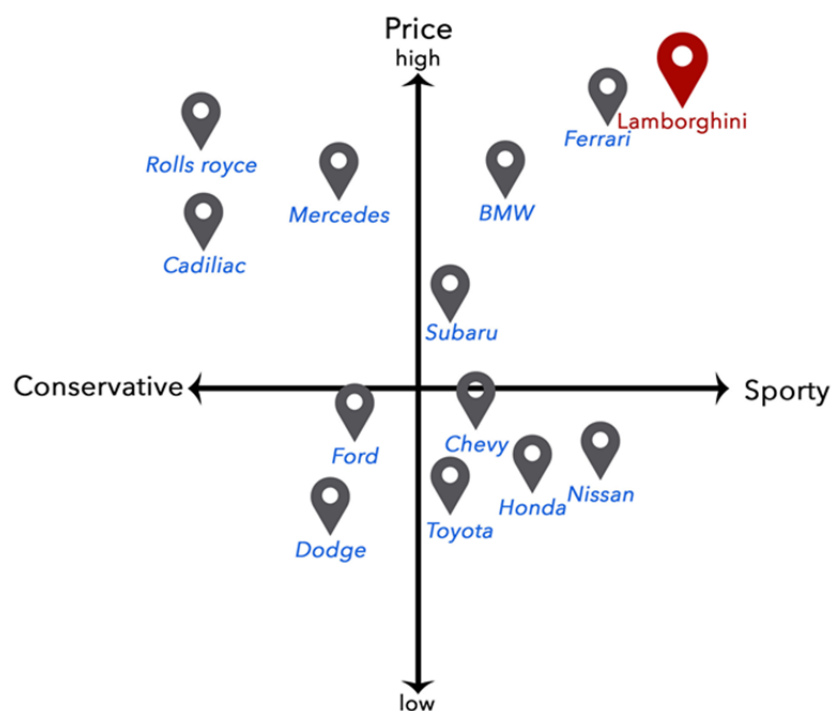 Price
high
Lamborghini
Ferrari
Rolls royce
Mercedes
BMW
Cadiliac
Subaru
Conservative
Sporty
Chevy
Ford
Nissan
Honda
Toyota
Dodge
low